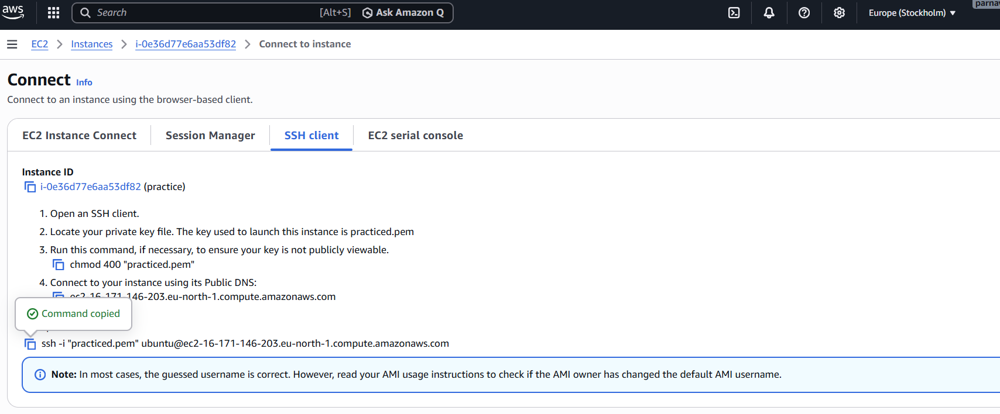 aws Search [Alt+S] Ask Amazon Q Europe (Stockholm)
EC2 Instances i-0e36d77e6aa53df82 Connect to instance
Connect Info
Connect to an instance using the browser-based client.
EC2 Instance Connect Session Manager SSH client EC2 serial console
Instance ID
i-0e36d77e6aa53df82 (practice)
1. Open an SSH client.
2. Locate your private key file. The key used to launch this instance is practiced.pem
3. Run this command, if necessary, to ensure your key is not publicly viewable.
chmod 400 "practiced.pem"
4. Connect to your instance using its Public DNS:
ec2-16-171-146-203.eu-north-1.compute.amazonaws.com
Command copied
ssh -i "practiced.pem" ubuntu@ec2-16-171-146-203.eu-north-1.compute.amazonaws.com
Note: In most cases, the guessed username is correct. However, read your AMI usage instructions to check if the AMI owner has changed the default AMI username.